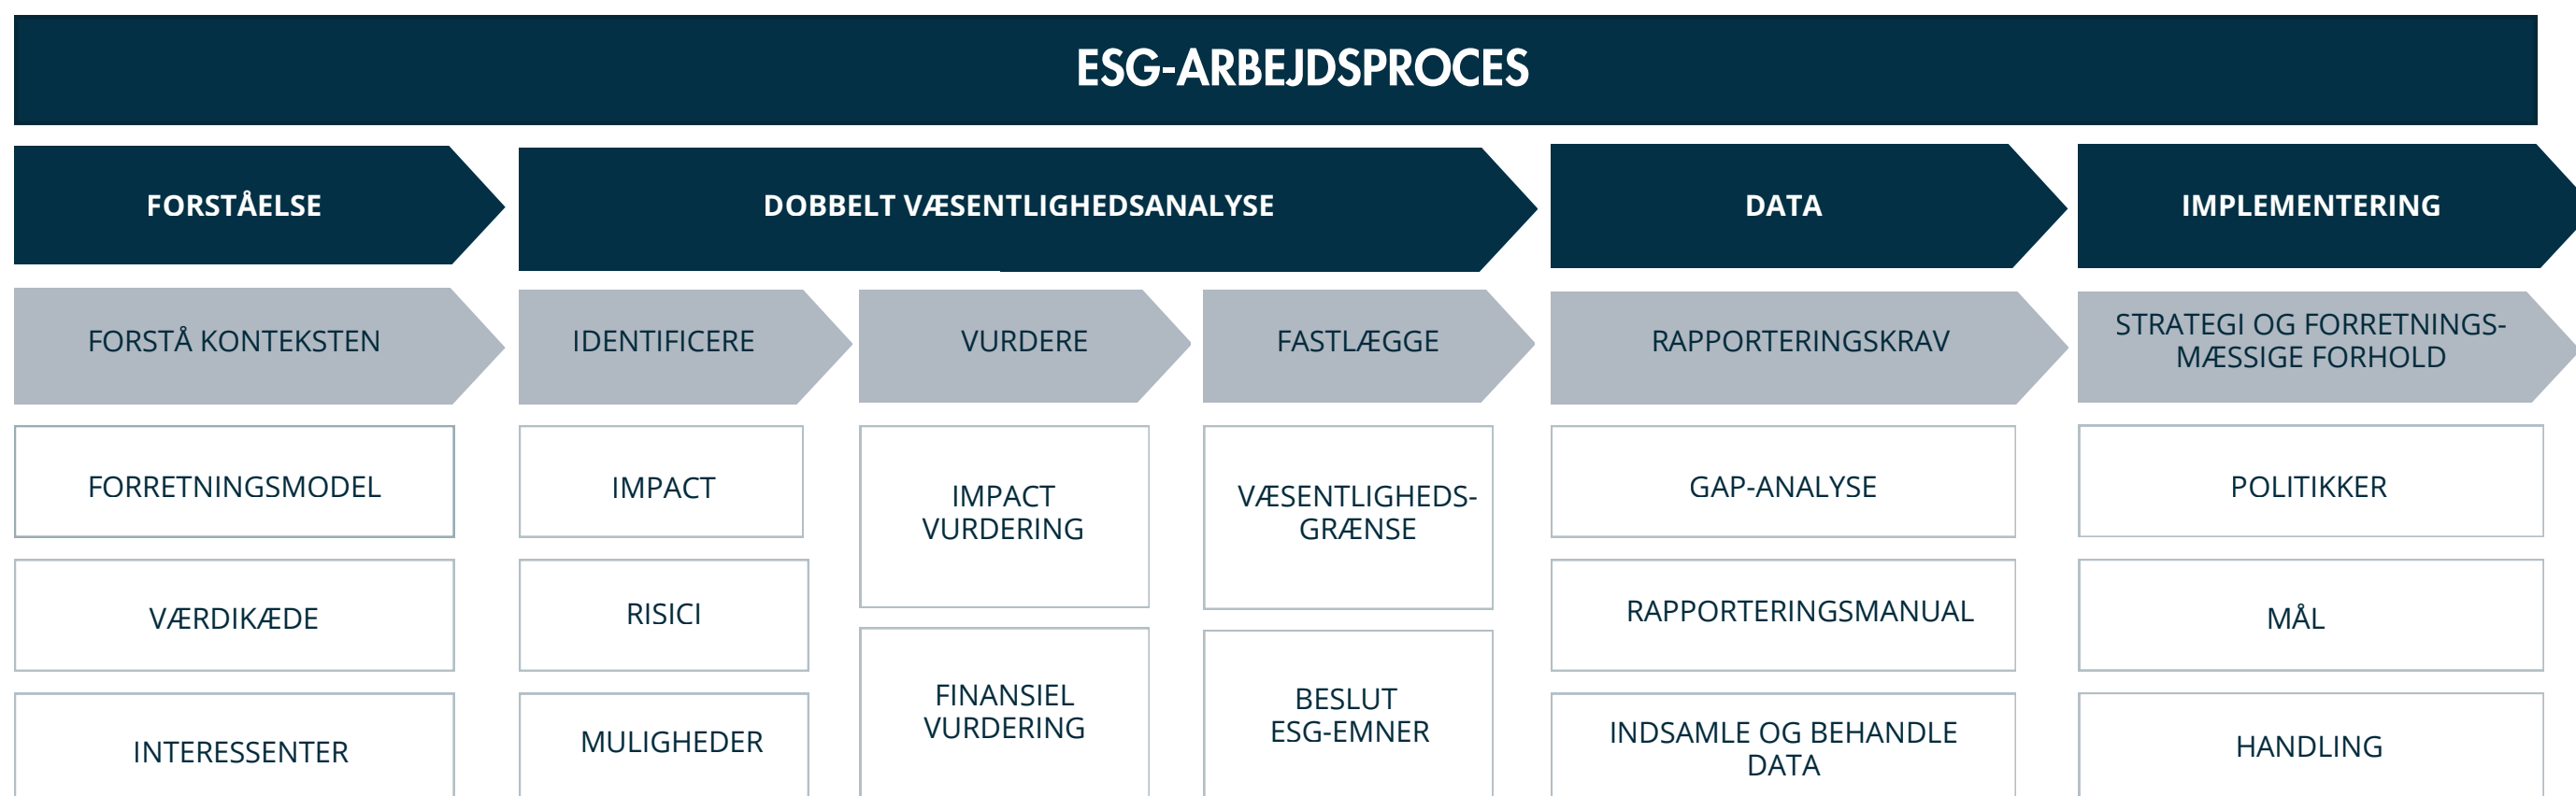 ESG-ARBEJDSPROCES
FORSTÅELSE
DOBBELT VÆSENTLIGHEDSANALYSE
DATA
IMPLEMENTERING
FORSTÅ KONTEKSTEN
IDENTIFICERE
VURDERE
FASTLÆGGE
RAPPORTERINGSKRAV
STRATEGI OG FORRETNINGS-
MÆSSIGE FORHOLD
FORRETNINGSMODEL
VÆRDIKÆDE
INTERESSENTER
IMPACT
RISICI
MULIGHEDER
IMPACT
VURDERING
FINANSIEL
VURDERING
VÆSENTLIGHEDS-
GRÆNSE
BESLUT
ESG-EMNER
GAP-ANALYSE
RAPPORTERINGSMANUAL
INDSAMLE OG BEHANDLE
DATA
POLITIKKER
MÅL
HANDLING